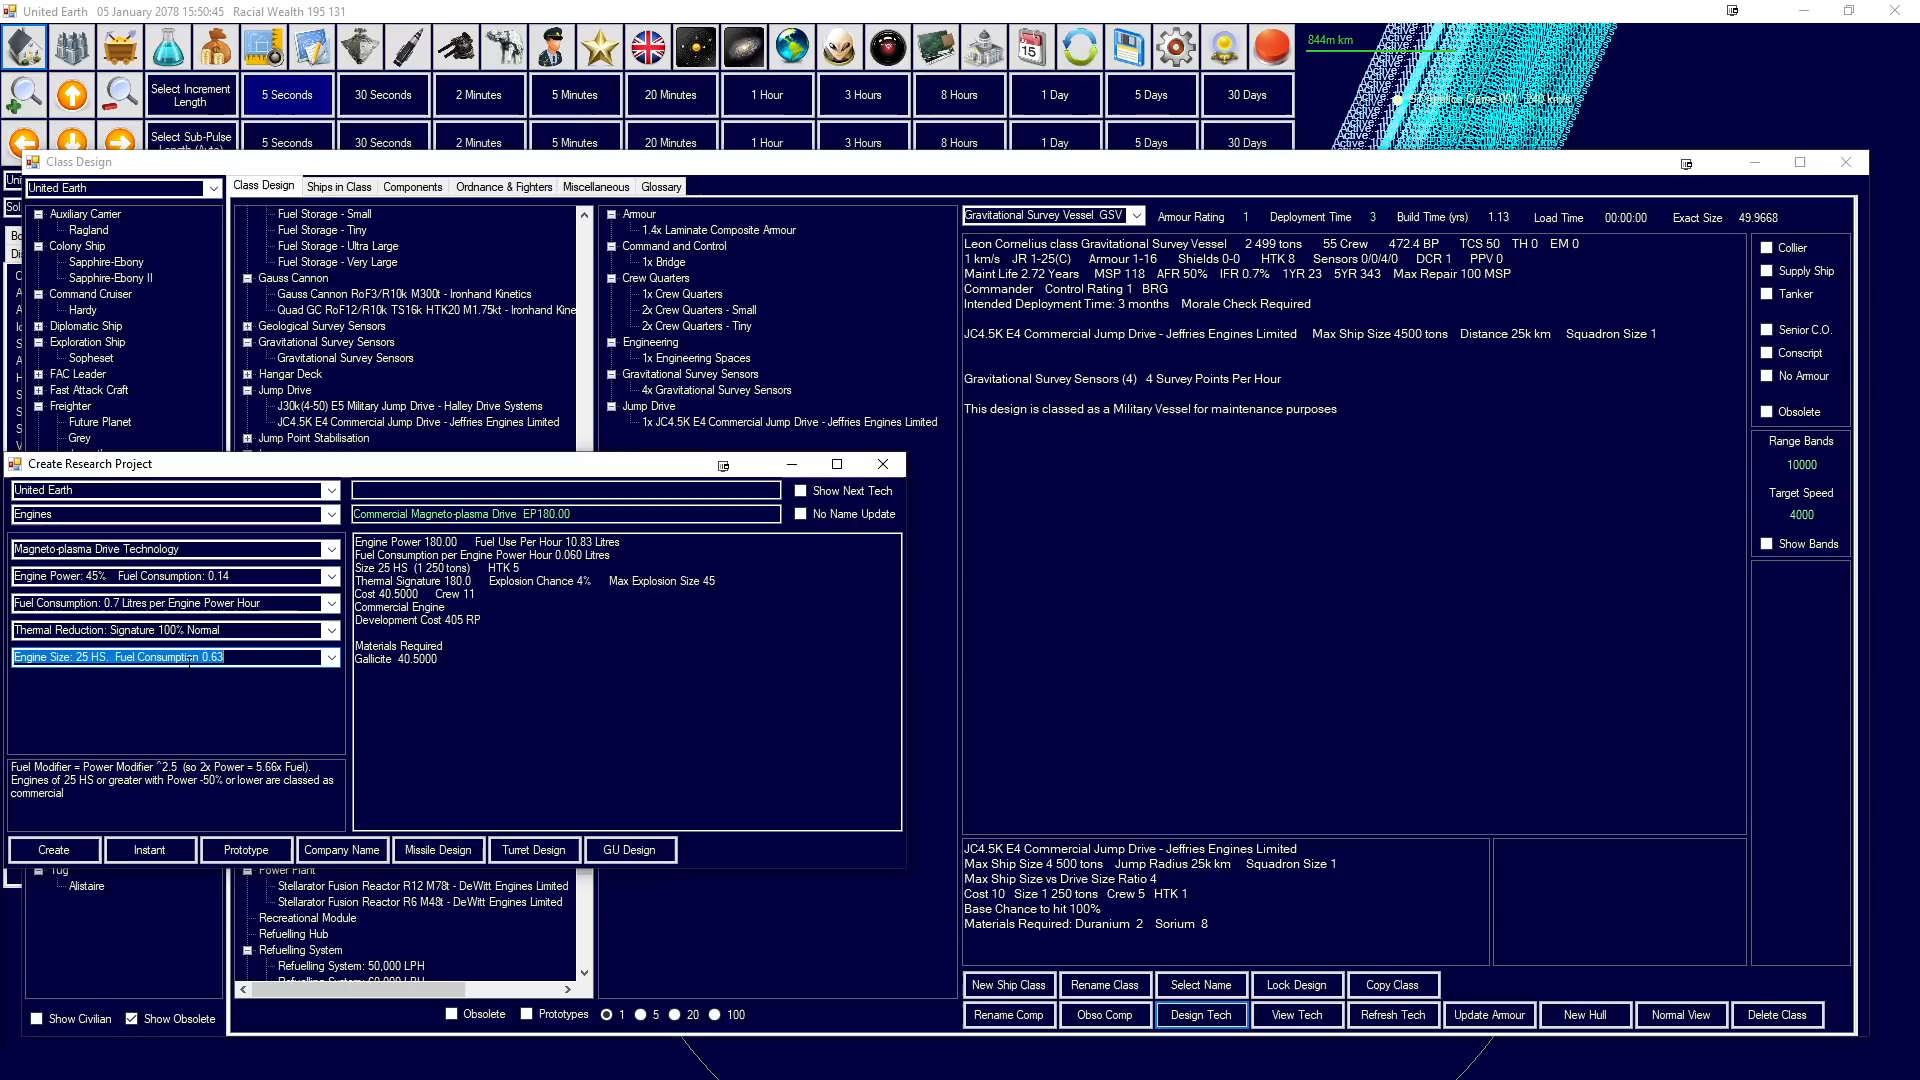 United Earth   05 January 2078 15:50:45   Racial Wealth 195 131
844m km
Select Increment Length
5 Seconds
30 Seconds
2 Minutes
5 Minutes
20 Minutes
1 Hour
3 Hours
8 Hours
1 Day
5 Days
30 Days
Select Sub-Pulse
5 Seconds
30 Seconds
2 Minutes
5 Minutes
20 Minutes
1 Hour
3 Hours
8 Hours
1 Day
5 Days
30 Days
Class Design
United Earth
Class Design
Ships in Class
Components
Ordnance & Fighters
Miscellaneous
Glossary
Auxiliary Carrier
Ragland
Colony Ship
Sapphire-Ebony
Sapphire-Ebony II
Command Cruiser
Hardy
Diplomatic Ship
Exploration Ship
Sopheset
FAC Leader
Fast Attack Craft
Freighter
Future Planet
Grey
Fuel Storage - Small
Fuel Storage - Tiny
Fuel Storage - Ultra Large
Fuel Storage - Very Large
Gauss Cannon
Gauss Cannon RoF3/R10k M300t - Ironhand Kinetics
Quad GC RoF12/R10k TS16k HTK20 M1.75kt - Ironhand Kine
Geological Survey Sensors
Gravitational Survey Sensors
Gravitational Survey Sensors
Hangar Deck
Jump Drive
J30k(4-50) E5 Military Jump Drive - Halley Drive Systems
JC4.5K E4 Commercial Jump Drive - Jeffries Engines Limited
Jump Point Stabilisation
Armour
1.4x Laminate Composite Armour
Command and Control
1x Bridge
Crew Quarters
1x Crew Quarters
2x Crew Quarters - Small
2x Crew Quarters - Tiny
Engineering
1x Engineering Spaces
Gravitational Survey Sensors
4x Gravitational Survey Sensors
Jump Drive
1x JC4.5K E4 Commercial Jump Drive - Jeffries Engines Limited
Gravitational Survey Vessel  GSV   Armour Rating   1   Deployment Time   3   Build Time (yrs)   1.13   Load Time   00:00:00   Exact Size   49.9668
Leon Cornelius class Gravitational Survey Vessel   2 499 tons   55 Crew   472.4 BP   TCS 50   TH 0   EM 0
1 km/s   JR 1-25(C)   Armour 1-16   Shields 0-0   HTK 8   Sensors 0/0/4/0   DCR 1   PPV 0
Maint Life 2.72 Years   MSP 118   AFR 50%   IFR 0.7%   1YR 23   5YR 343   Max Repair 100 MSP
Commander   Control Rating 1   BRG
Intended Deployment Time: 3 months   Morale Check Required
JC4.5K E4 Commercial Jump Drive - Jeffries Engines Limited   Max Ship Size 4500 tons   Distance 25k km   Squadron Size 1
Gravitational Survey Sensors (4)   4 Survey Points Per Hour
This design is classed as a Military Vessel for maintenance purposes
Collier
Supply Ship
Tanker
Senior C.O.
Conscript
No Armour
Obsolete
Range Bands
10000
Target Speed
4000
Show Bands
Create Research Project
United Earth
Engines
Show Next Tech
Commercial Magneto-plasma Drive  EP180.00
No Name Update
Magneto-plasma Drive Technology
Engine Power: 45%   Fuel Consumption: 0.14
Fuel Consumption: 0.7 Litres per Engine Power Hour
Thermal Reduction: Signature 100% Normal
Engine Size: 25 HS.  Fuel Consumption 0.63
Fuel Modifier = Power Modifier ^2.5  (so 2x Power = 5.66x Fuel).
Engines of 25 HS or greater with Power -50% or lower are classed as
commercial
Engine Power 180.00   Fuel Use Per Hour 10.83 Litres
Fuel Consumption per Engine Power Hour 0.060 Litres
Size 25 HS  (1 250 tons)   HTK 5
Thermal Signature 180.0   Explosion Chance 4%   Max Explosion Size 45
Cost 40.5000   Crew 11
Commercial Engine
Development Cost 405 RP
Materials Required
Gallicite  40.5000
Create
Instant
Prototype
Company Name
Missile Design
Turret Design
GU Design
Tug
Alistaire
Power Plant
Stellarator Fusion Reactor R12 M78t - DeWitt Engines Limited
Stellarator Fusion Reactor R6 M48t - DeWitt Engines Limited
Recreational Module
Refuelling Hub
Refuelling System
Refuelling System: 50,000 LPH
JC4.5K E4 Commercial Jump Drive - Jeffries Engines Limited
Max Ship Size 4 500 tons   Jump Radius 25k km   Squadron Size 1
Max Ship Size vs Drive Size Ratio 4
Cost 10   Size 1 250 tons   Crew 5   HTK 1
Base Chance to hit 100%
Materials Required: Duranium  2   Sorium  8
Show Civilian
Show Obsolete
Obsolete
Prototypes
1
5
20
100
New Ship Class
Rename Class
Select Name
Lock Design
Copy Class
Rename Comp
Obso Comp
Design Tech
View Tech
Refresh Tech
Update Armour
New Hull
Normal View
Delete Class